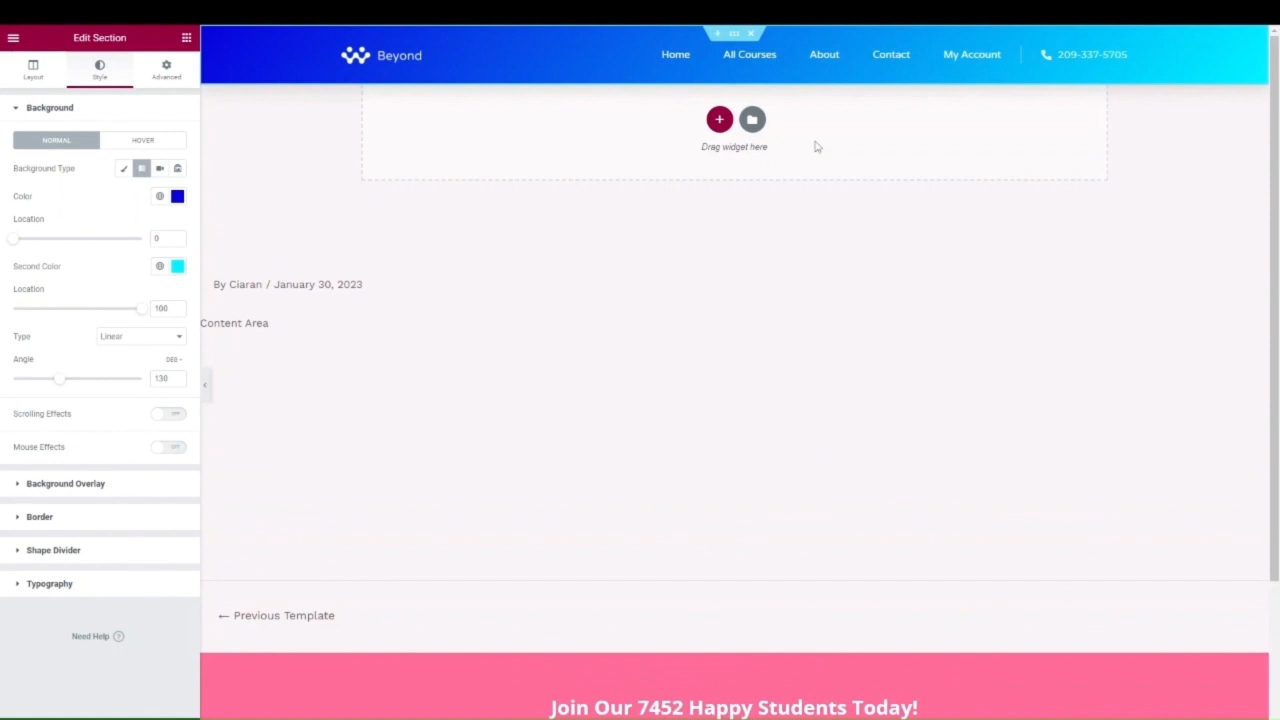 Edit Section
Layout
Style
Advanced
Background
NORMAL
HOVER
Background Type
Color
Location
0
Second Color
Location
100
Type
Linear
Angle
DEG
130
Scrolling Effects
OFF
Mouse Effects
OFF
Background Overlay
Border
Shape Divider
Typography
Need Help ?
Beyond
Home
All Courses
About
Contact
My Account
209-337-5705
Drag widget here
By Ciaran / January 30, 2023
Content Area
← Previous Template
Join Our 7452 Happy Students Today!